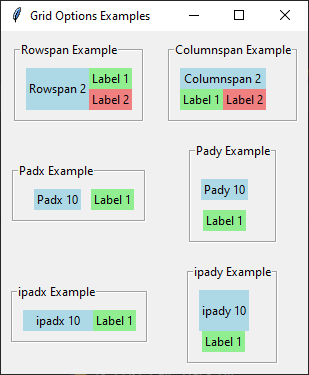 Grid Options Examples
Rowspan Example
Rowspan 2
Label 1
Label 2
Columnspan Example
Columnspan 2
Label 1 Label 2
Padx Example
Padx 10 Label 1
Pady Example
Pady 10
Label 1
ipadx Example
ipadx 10 Label 1
ipady Example
ipady 10
Label 1